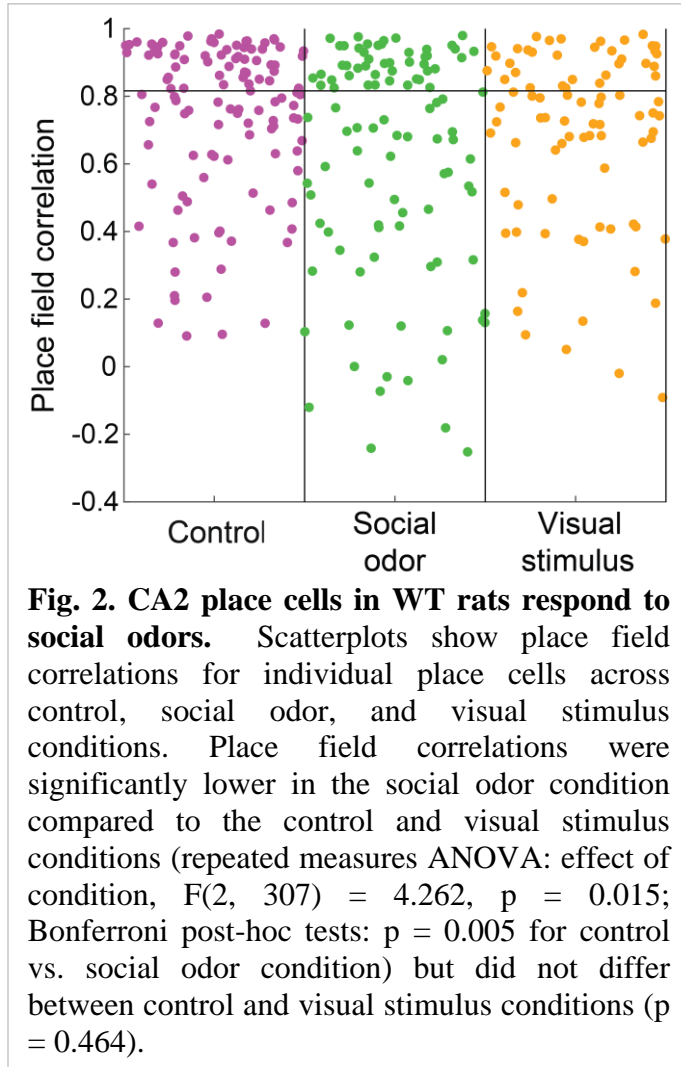 1
0.8
0.6
0.4
0.2
0
-0.2
-0.4
Place field correlation
Control
Social
odor
Visual
stimulus
Fig. 2. CA2 place cells in WT rats respond to
social odors. Scatterplots show place field
correlations for individual place cells across
control, social odor, and visual stimulus
conditions. Place field correlations were
significantly lower in the social odor condition
compared to the control and visual stimulus
conditions (repeated measures ANOVA: effect of
condition, F(2, 307) = 4.262, p = 0.015;
Bonferroni post-hoc tests: p = 0.005 for control
vs. social odor condition) but did not differ
between control and visual stimulus conditions (p
= 0.464).